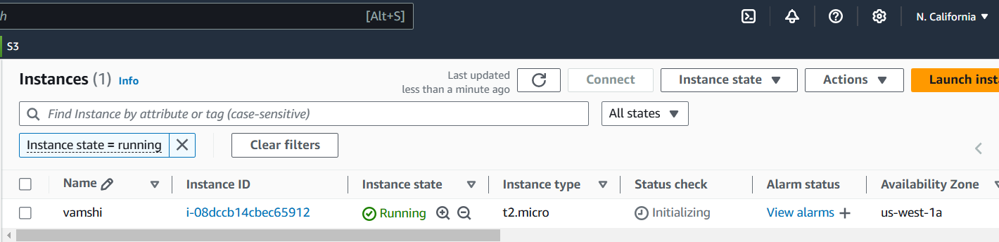 h [Alt+S] N. California
S3
Instances (1) Info
Last updated
less than a minute ago
Connect Instance state Actions Launch inst
Find Instance by attribute or tag (case-sensitive) All states
Instance state = running Clear filters
Name Instance ID Instance state Instance type Status check Alarm status Availability Zone
vamshi i-08dccb14cbec65912 Running t2.micro Initializing View alarms + us-west-1a